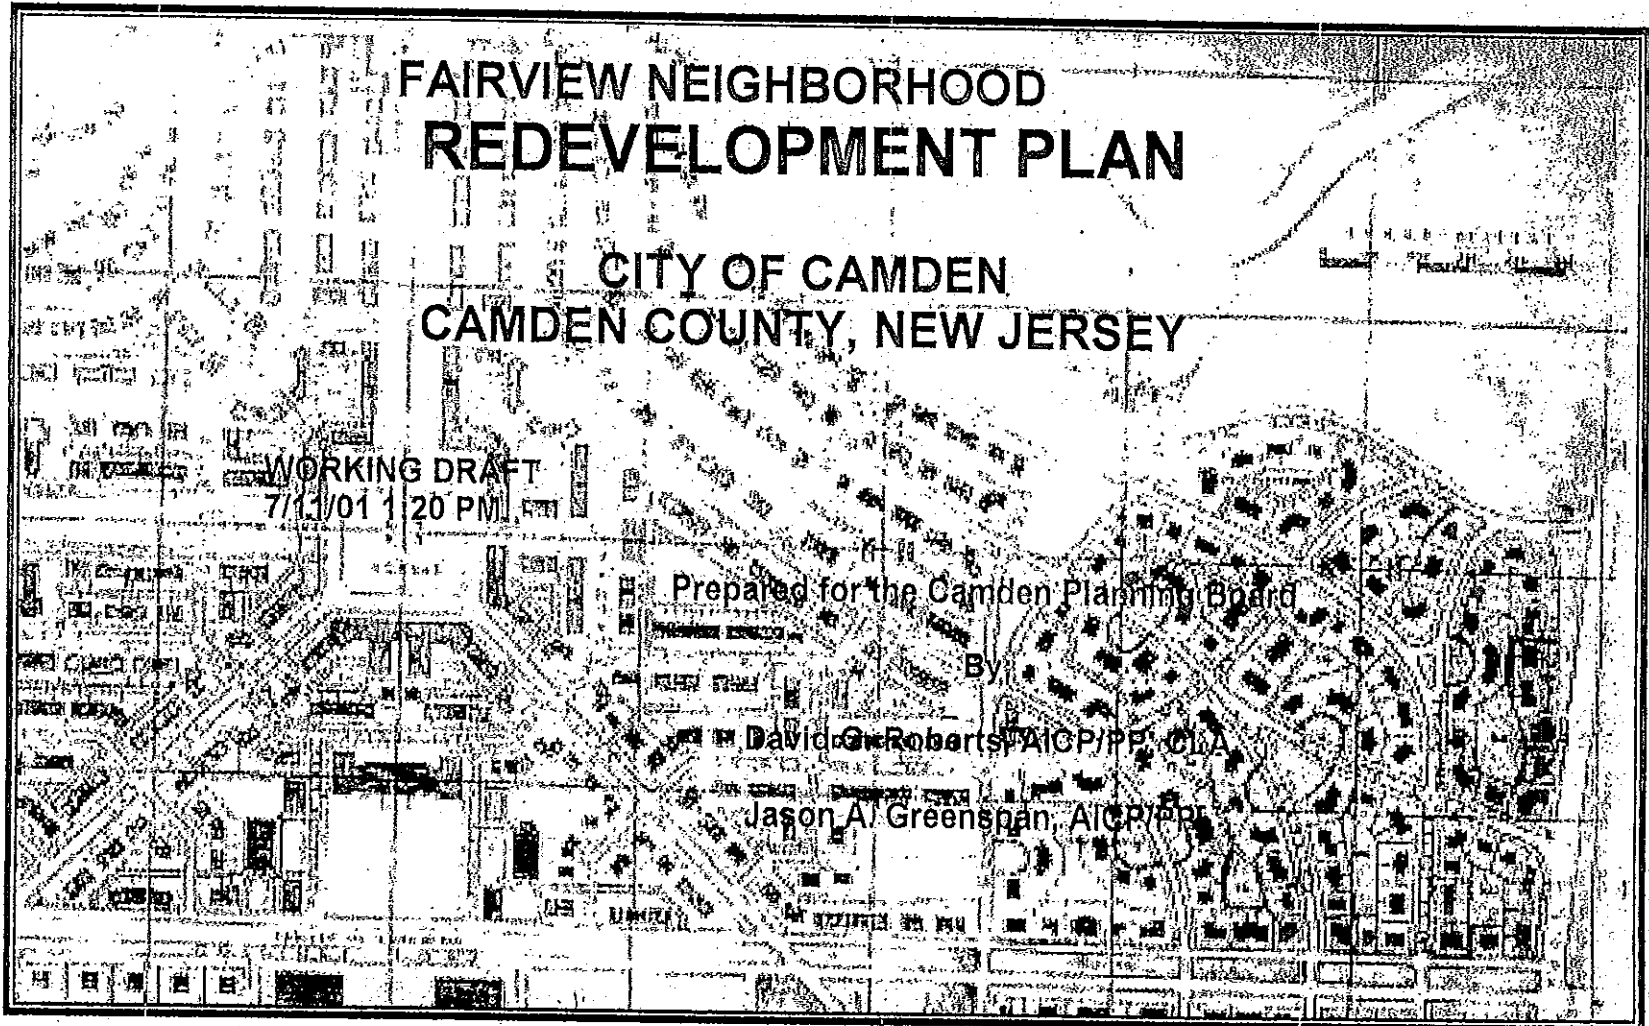 FAIRVIEW NEIGHBORHOOD
REDEVELOPMENT PLAN
CITY OF CAMDEN
CAMDEN COUNTY, NEW JERSEY
WORKING DRAFT
7/11/01 1:20 PM
Prepared for the Camden Planning Board
By
David G. Roberts, AICP/PP, CLA
Jason A. Greenspan, AICP/PP